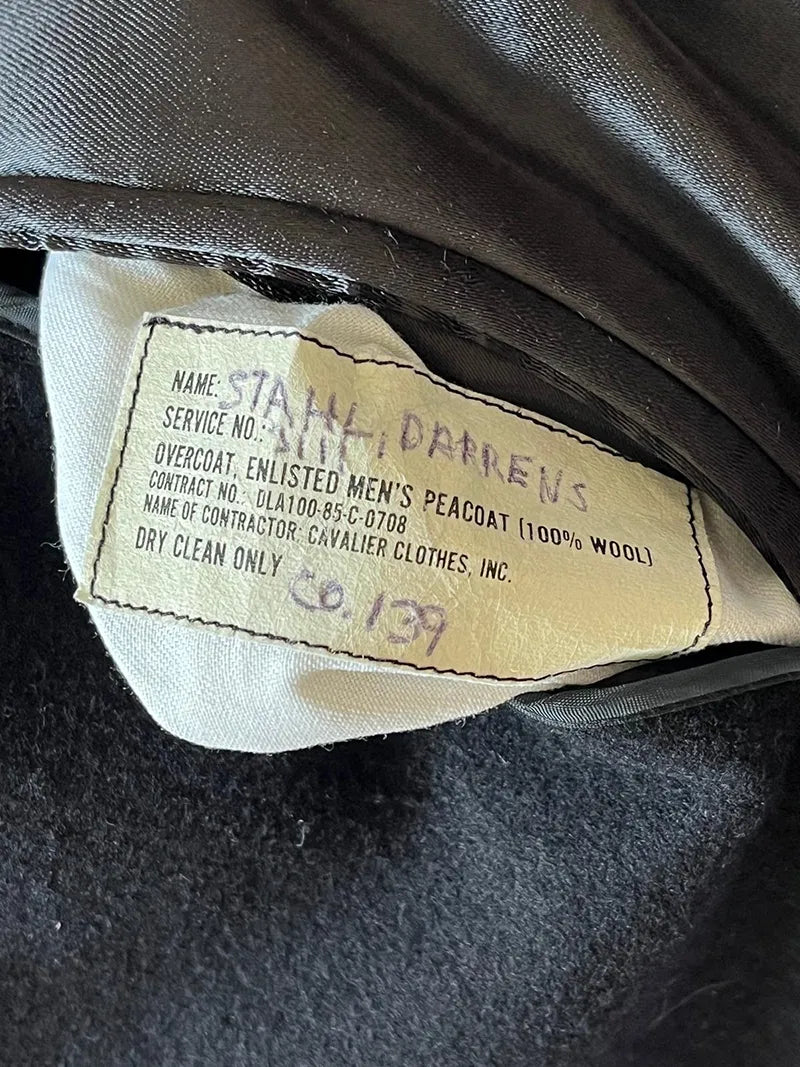 NAME: STAHL, DARREN S
SERVICE NO.:
OVERCOAT, ENLISTED MEN'S PEACOAT (100% WOOL)
CONTRACT NO.: DLA100-85-C-0708
NAME OF CONTRACTOR: CAVALIER CLOTHES, INC.
DRY CLEAN ONLY
CO. 139